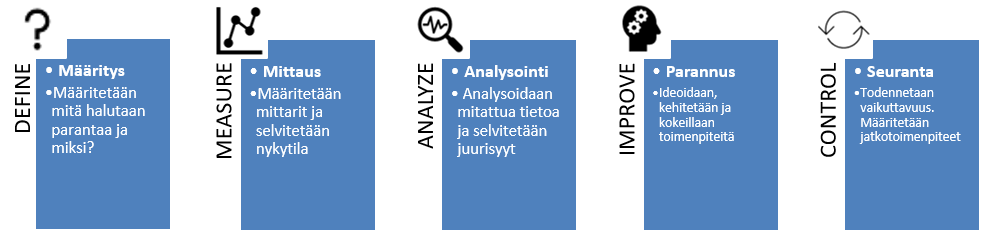 DEFINE
• Määritys
•Määritetään
mitä halutaan
parantaa ja
miksi?
MEASURE
• Mittaus
•Määritetään
mittarit ja
selvitetään
nykytila
ANALYZE
• Analysointi
• Analysoidaan
mitattua tietoa
ja selvitetään
juurisyyt
IMPROVE
• Parannus
•Ideoidaan,
kehitetään ja
kokeillaan
toimenpiteitä
CONTROL
• Seuranta
•Todennetaan
vaikuttavuus.
Määritetään
jatkotoimenpiteet